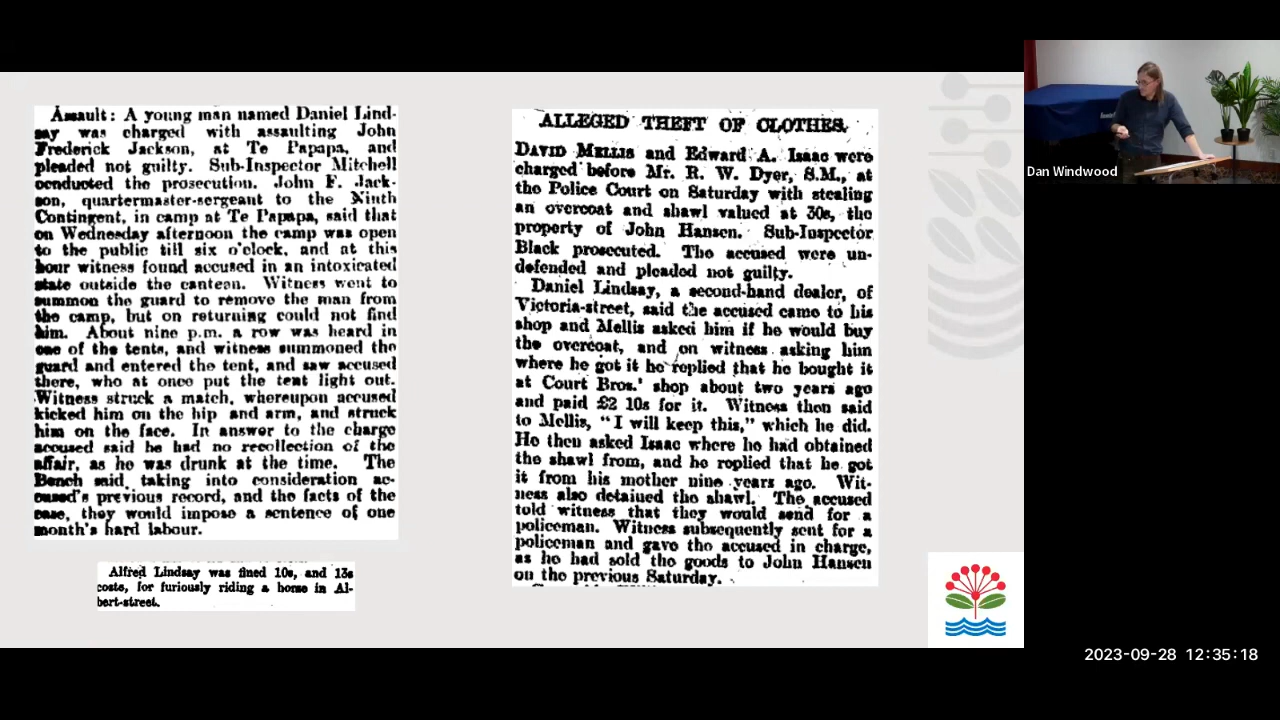 Assault: A young man named Daniel Lind-
say was charged with assaulting John
Frederick Jackson, at Te Papapa, and
pleaded not guilty. Sub-Inspector Mitchell
conducted the prosecution. John F. Jack-
son, quartermaster-sergeant to the Ninth
Contingent, in camp at Te Papapa, said that
on Wednesday afternoon the camp was open
to the public till six o'clock, and at this
hour witness found accused in an intoxicated
state outside the canteen. Witness went to
summon the guard to remove the man from
the camp, but on returning could not find
him. About nine p.m. a row was heard in
one of the tents, and witness summoned the
guard and entered the tent, and saw accused
there, who at once put the tent light out.
Witness struck a match, whereupon accused
kicked him on the hip and arm, and struck
him on the face. In answer to the charge
accused said he had no recollection of the
affair, as he was drunk at the time. The
Bench said, taking into consideration ac-
cused's previous record, and the facts of the
case, they would impose a sentence of one
month's hard labour.
Alfred Lindsay was fined 10s, and 13s
costs, for furiously riding a horse in Al-
bert-street.
ALLEGED THEFT OF CLOTHES.
DAVID MELLIS and Edward A. Isaac were
charged before Mr. R. W. Dyer, S.M., at
the Police Court on Saturday with stealing
an overcoat and shawl valued at 30s, the
property of John Hansen. Sub-Inspector
Black prosecuted. The accused were un-
defended and pleaded not guilty.
Daniel Lindsay, a second-hand dealer, of
Victoria-street, said the accused came to his
shop and Mellis asked him if he would buy
the overcoat, and on witness asking him
where he got it he replied that he bought it
at Court Bros.' shop about two years ago
and paid £2 10s for it. Witness then said
to Mellis, "I will keep this," which he did.
He then asked Isaac where he had obtained
the shawl from, and he replied that he got
it from his mother nine years ago. Wit-
ness also detained the shawl. The accused
told witness that they would send for a
policeman. Witness subsequently sent for a
policeman and gave the accused in charge,
as he had sold the goods to John Hansen
on the previous Saturday.
Dan Windwood
2023-09-28 12:35:18